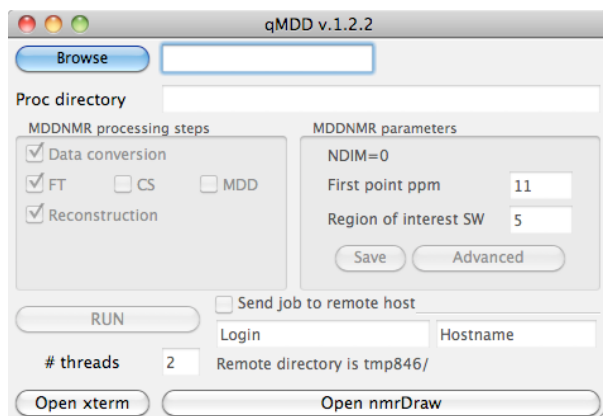 qMDD v.1.2.2
Browse
Proc directory
MDDNMR processing steps
Data conversion
FT CS MDD
Reconstruction
MDDNMR parameters
NDIM=0
First point ppm 11
Region of interest SW 5
Save Advanced
RUN
Send job to remote host
Login Hostname
# threads 2 Remote directory is tmp846/
Open xterm Open nmrDraw